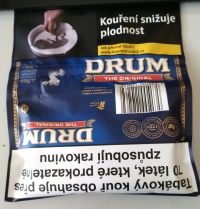 Kouření snižuje
plodnost
DRUM
THE ORIGINAL
DRUM
THE ORIGINAL
Tabákový kouř obsahuje přes
70 látek, které prokazatelně
způsobují rakovinu